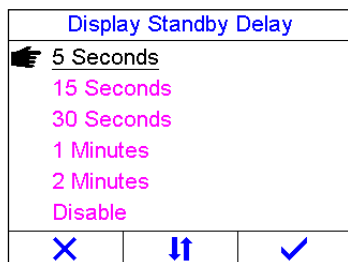 Display Standby Delay
5 Seconds
15 Seconds
30 Seconds
1 Minutes
2 Minutes
Disable